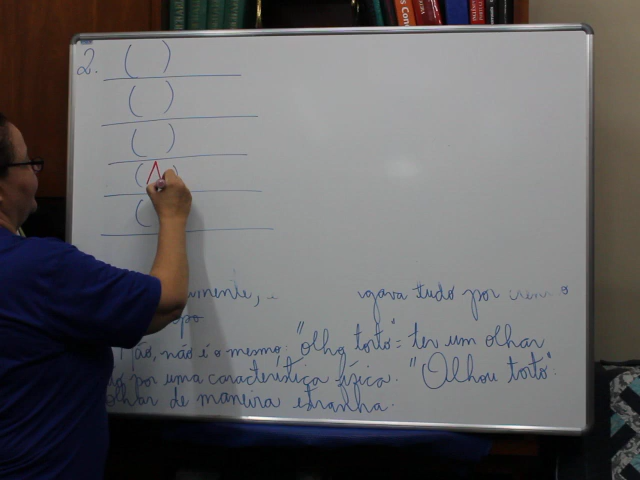 2. ( )
( )
( )
( )
(
amente,
gava tudo por
po
Não, não é o mesmo: "olho torto" = ter um olhar
por uma característica física. "Olhou torto":
olhar de maneira estranha.